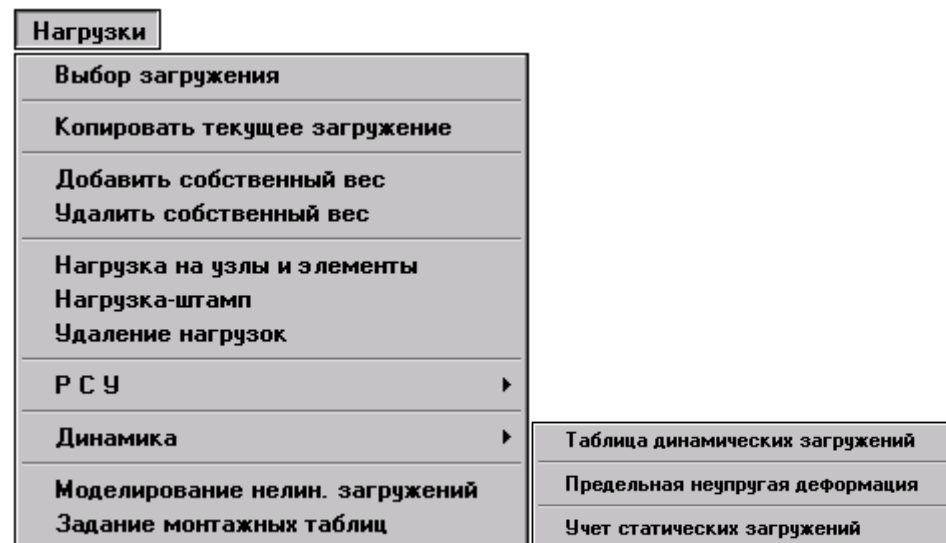 Нагрузки
Выбор загружения
Копировать текущее загружение
Добавить собственный вес
Удалить собственный вес
Нагрузка на узлы и элементы
Нагрузка-штамп
Удаление нагрузок
Р С У
Динамика
Таблица динамических загружений
Предельная неупругая деформация
Учет статических загружений
Моделирование нелин. загружений
Задание монтажных таблиц